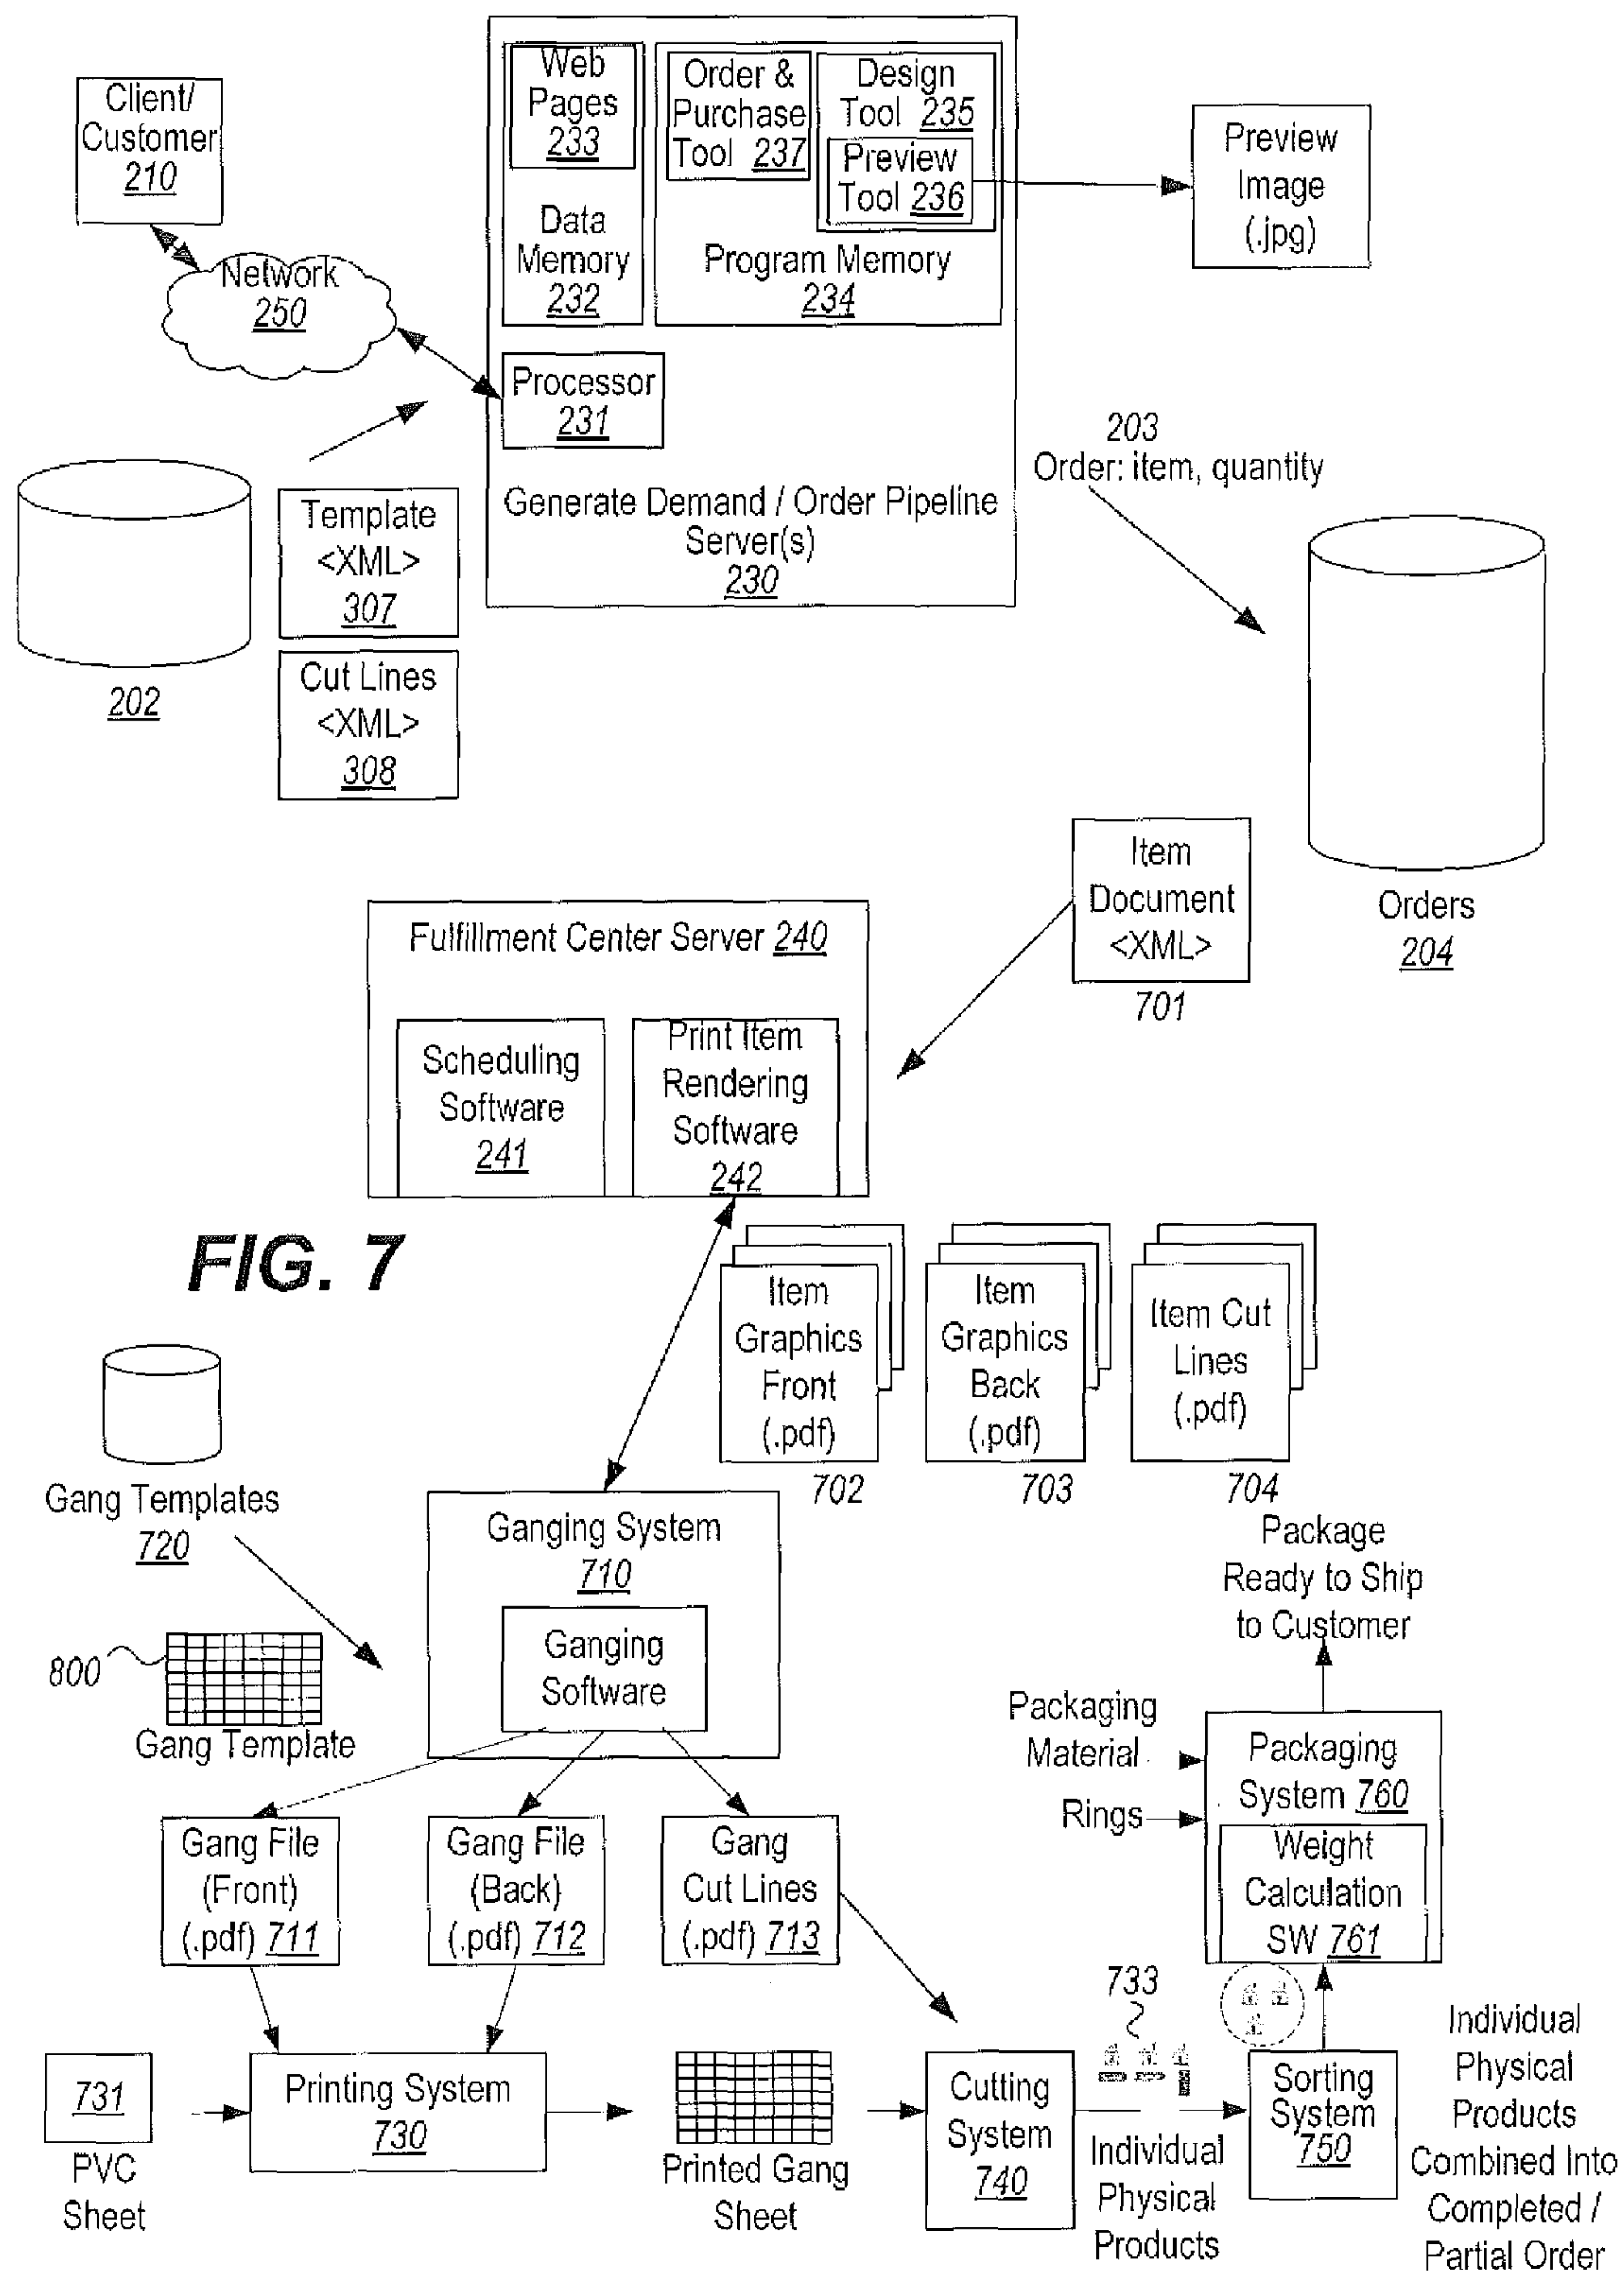 Client/
Customer
210
Network
250
Web
Pages
233
Data
Memory
232
Order &
Purchase
Tool 237
Design
Tool 235
Preview
Tool 236
Program Memory
234
Preview
Image
(.jpg)
Processor
231
Generate Demand / Order Pipeline
Server(s)
230
202
Template
<XML>
307
Cut Lines
<XML>
308
203
Order: item, quantity
Orders
204
Item
Document
<XML>
701
Fulfillment Center Server 240
Scheduling
Software
241
Print Item
Rendering
Software
242
FIG. 7
Item
Graphics
Front
(.pdf)
702
Item
Graphics
Back
(.pdf)
703
Item Cut
Lines
(.pdf)
704
Gang Templates
720
800
Gang Template
Ganging System
710
Ganging
Software
Gang File
(Front)
(.pdf) 711
Gang File
(Back)
(.pdf) 712
Gang
Cut Lines
(.pdf) 713
Package
Ready to Ship
to Customer
Packaging
Material
Rings
Packaging
System 760
Weight
Calculation
SW 761
731
PVC
Sheet
Printing System
730
Printed Gang
Sheet
Cutting
System
740
733
Individual
Physical
Products
Sorting
System
750
Individual
Physical
Products
Combined Into
Completed /
Partial Order